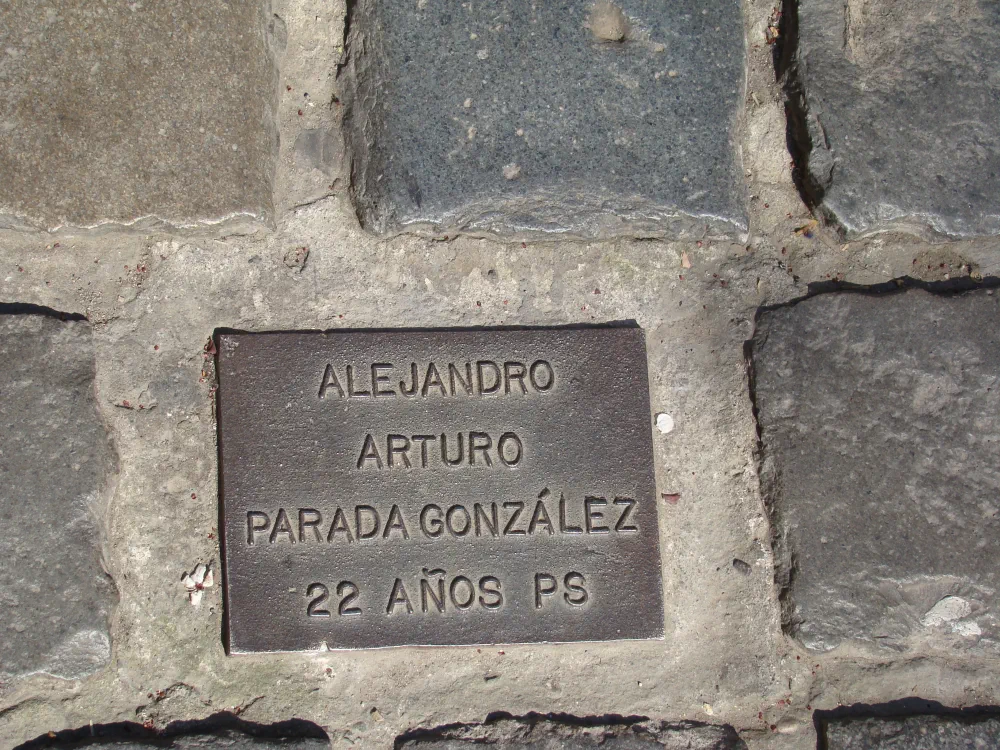 ALEJANDRO
ARTURO
PARADA GONZÁLEZ
22 AÑOS PS